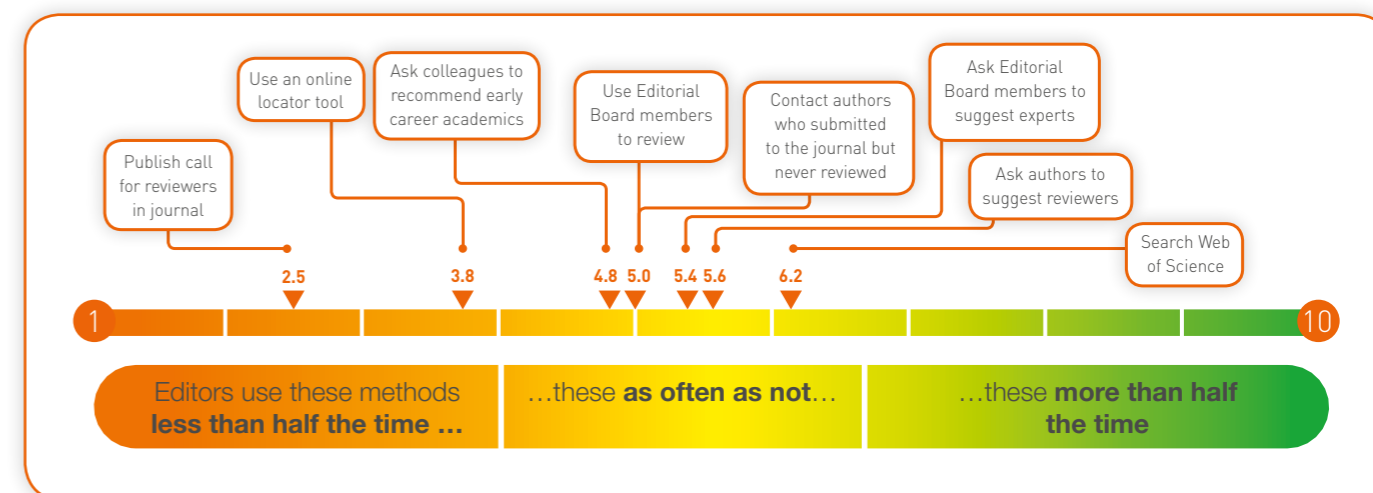 Publish call
for reviewers
in journal
Use an online
locator tool
Ask colleagues to
recommend early
career academics
Use Editorial
Board members
to review
Contact authors
who submitted
to the journal but
never reviewed
Ask Editorial
Board members to
suggest experts
Ask authors to
suggest reviewers
Search Web
of Science
2.5 3.8 4.8 5.0 5.4 5.6 6.2
1 10
Editors use these methods
less than half the time ...
...these as often as not...
...these more than half
the time